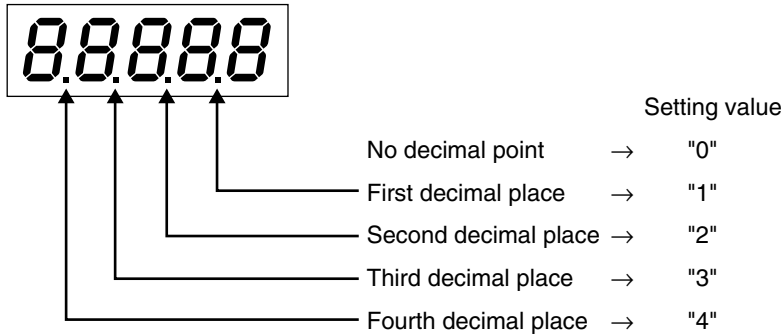 8.8.8.8.8
Setting value
No decimal point → "0"
First decimal place → "1"
Second decimal place → "2"
Third decimal place → "3"
Fourth decimal place → "4"